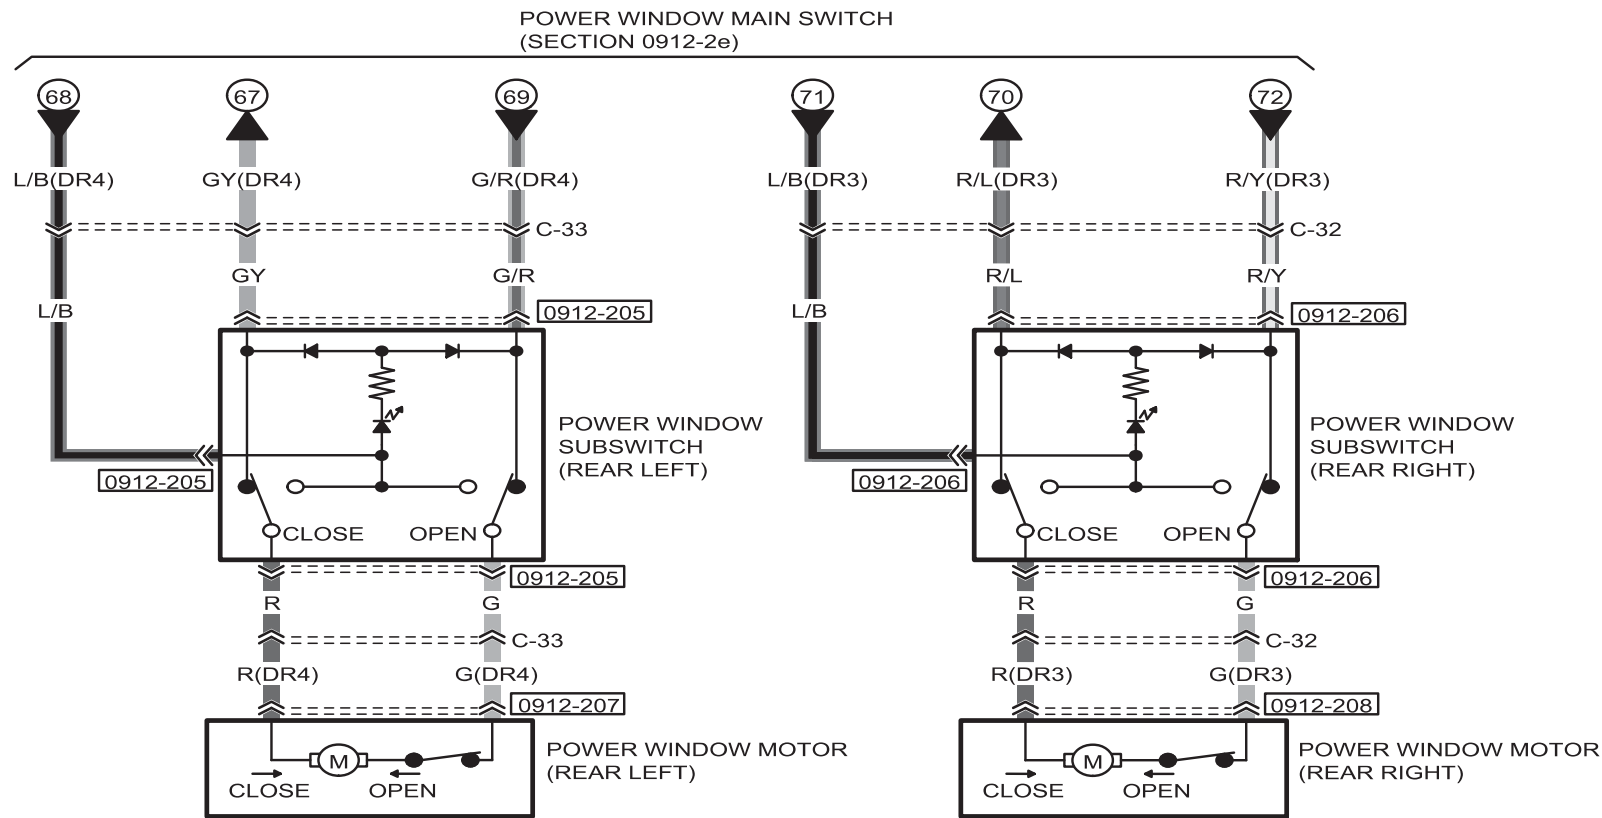 POWER WINDOW MAIN SWITCH
(SECTION 0912-2e)
68 67 69 71 70 72
L/B(DR4) GY(DR4) G/R(DR4) L/B(DR3) R/L(DR3) R/Y(DR3)
C-33 C-32
GY G/R R/L R/Y
L/B 0912-205 L/B 0912-206
POWER WINDOW
SUBSWITCH
(REAR LEFT)
POWER WINDOW
SUBSWITCH
(REAR RIGHT)
0912-205 0912-206
CLOSE OPEN CLOSE OPEN
0912-205 0912-206
R G R G
C-33 C-32
R(DR4) G(DR4) R(DR3) G(DR3)
0912-207 0912-208
POWER WINDOW MOTOR
(REAR LEFT)
POWER WINDOW MOTOR
(REAR RIGHT)
M M
CLOSE OPEN CLOSE OPEN